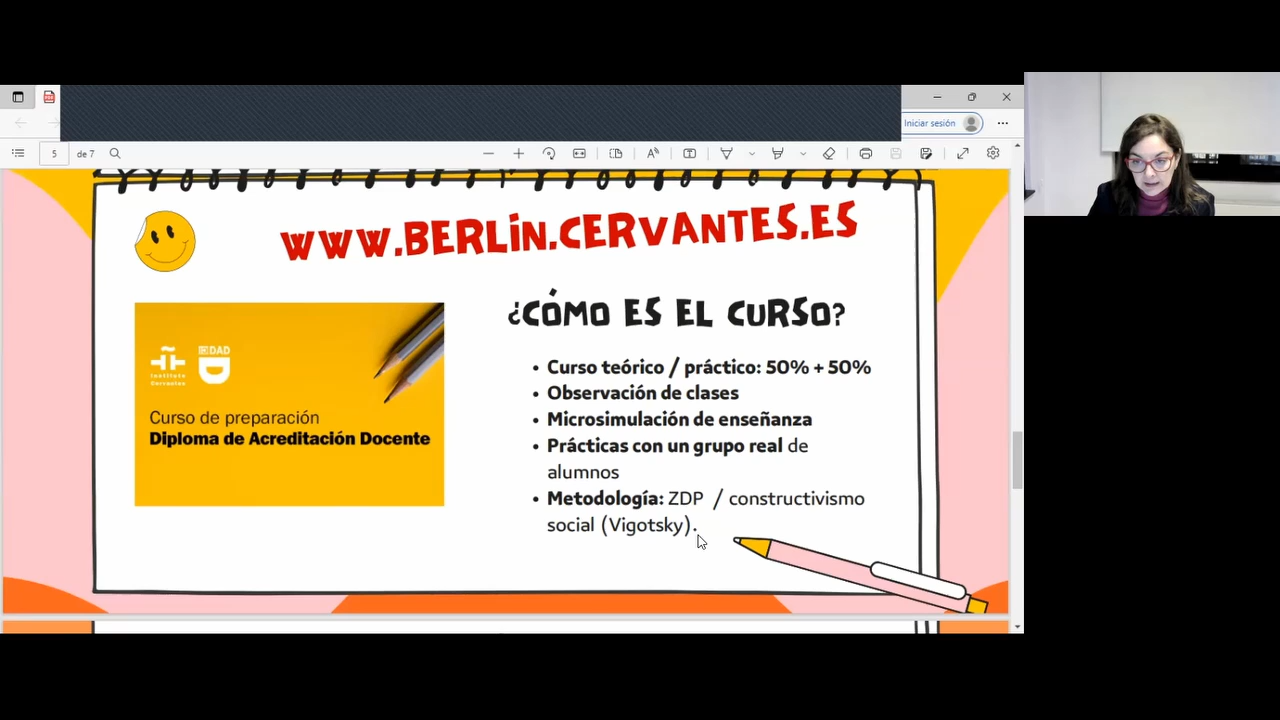 Iniciar sesión
5 de 7
WWW.BERLÍN.CERVANTES.ES
Instituto
Cervantes
DAD
D
Curso de preparación
Diploma de Acreditación Docente
¿CÓMO ES EL CURSO?
• Curso teórico / práctico: 50% + 50%
• Observación de clases
• Microsimulación de enseñanza
• Prácticas con un grupo real de
alumnos
• Metodología: ZDP / constructivismo
social (Vigotsky).